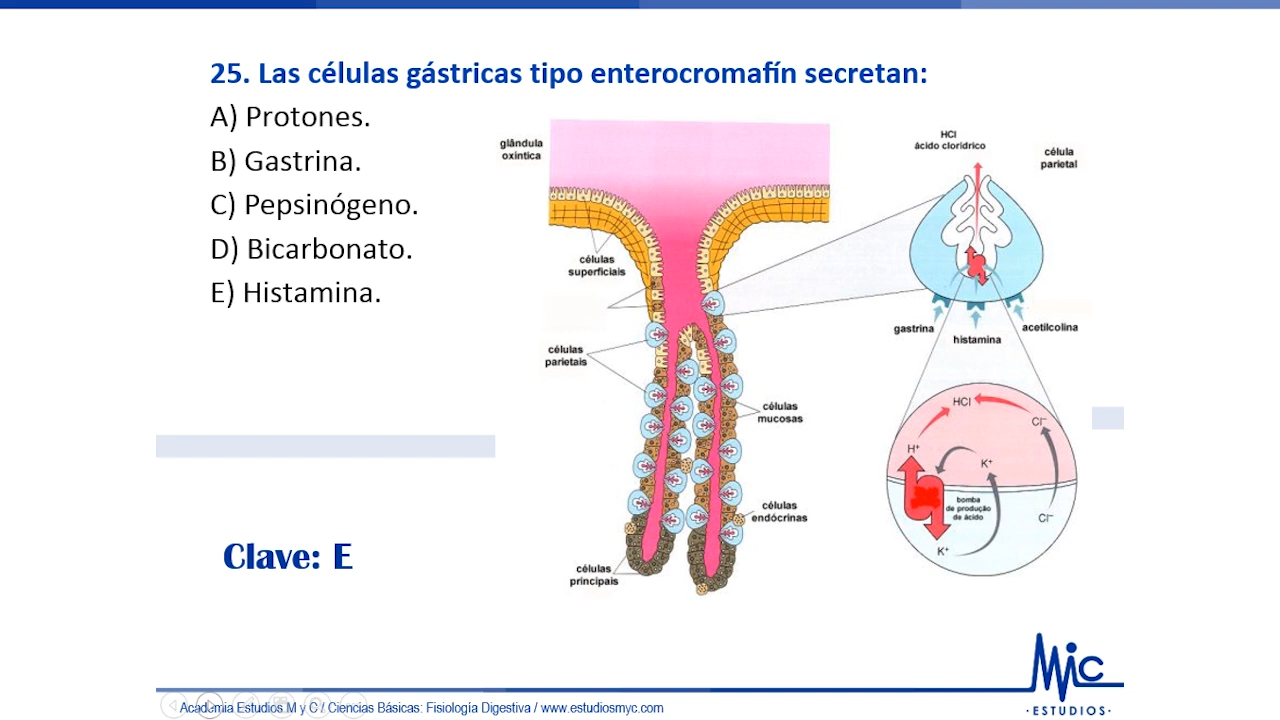 25. Las células gástricas tipo enterocromafín secretan:
A) Protones.
B) Gastrina.
C) Pepsinógeno.
D) Bicarbonato.
E) Histamina.
glândula
oxíntica
células
superficiais
células
parietais
células
mucosas
células
endócrinas
células
principais
HCl
ácido clorídrico
célula
parietal
gastrina
histamina
acetilcolina
HCl
Cl⁻
H⁺
K⁺
bomba
de produção
de ácido
Cl⁻
K⁺
Clave: E
MiC
·ESTUDIOS·
Academia Estudios M y C / Ciencias Básicas: Fisiología Digestiva / www.estudiosmyc.com